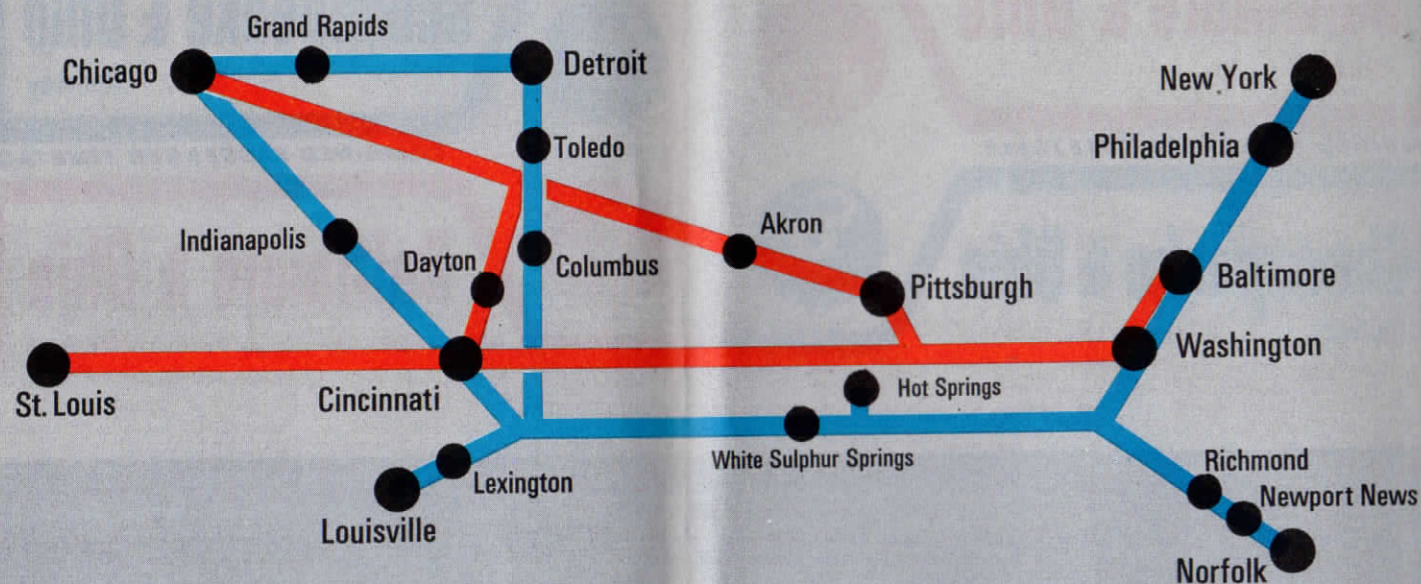 Grand Rapids
Chicago
Detroit
New York
Toledo
Philadelphia
Indianapolis
Dayton
Columbus
Akron
Pittsburgh
Baltimore
Washington
St. Louis
Cincinnati
Hot Springs
White Sulphur Springs
Lexington
Louisville
Richmond
Newport News
Norfolk